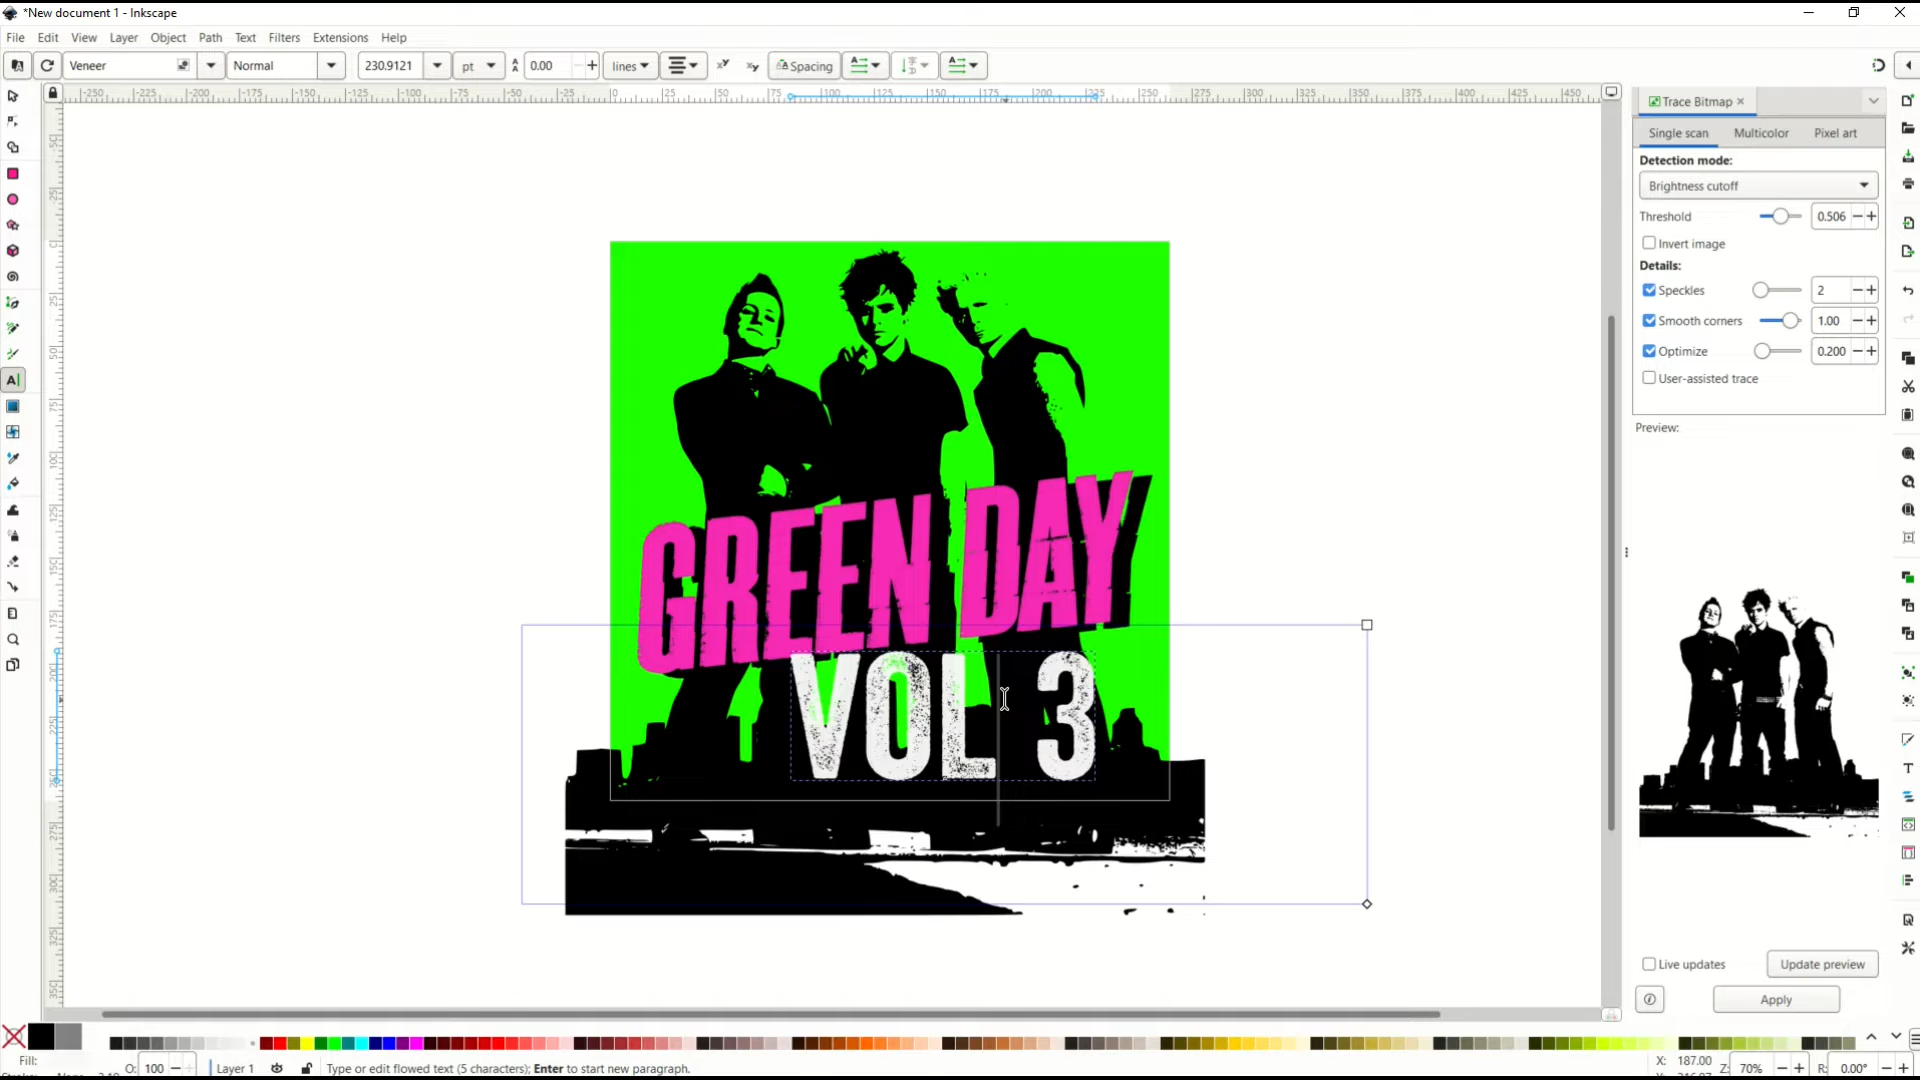 *New document 1 - Inkscape
File Edit View Layer Object Path Text Filters Extensions Help
Veneer Normal 230.9121 pt 0.00 lines Spacing
Trace Bitmap
Single scan Multicolor Pixel art
Detection mode:
Brightness cutoff
Threshold 0.506
Invert image
Details:
Speckles 2
Smooth corners 1.00
Optimize 0.200
User-assisted trace
Preview:
GREEN DAY
VOL 3
Live updates Update preview
Apply
Fill:
O: 100 Layer 1 Type or edit flowed text (5 characters); Enter to start new paragraph. X: 187.00 Z: 70% R: 0.00°